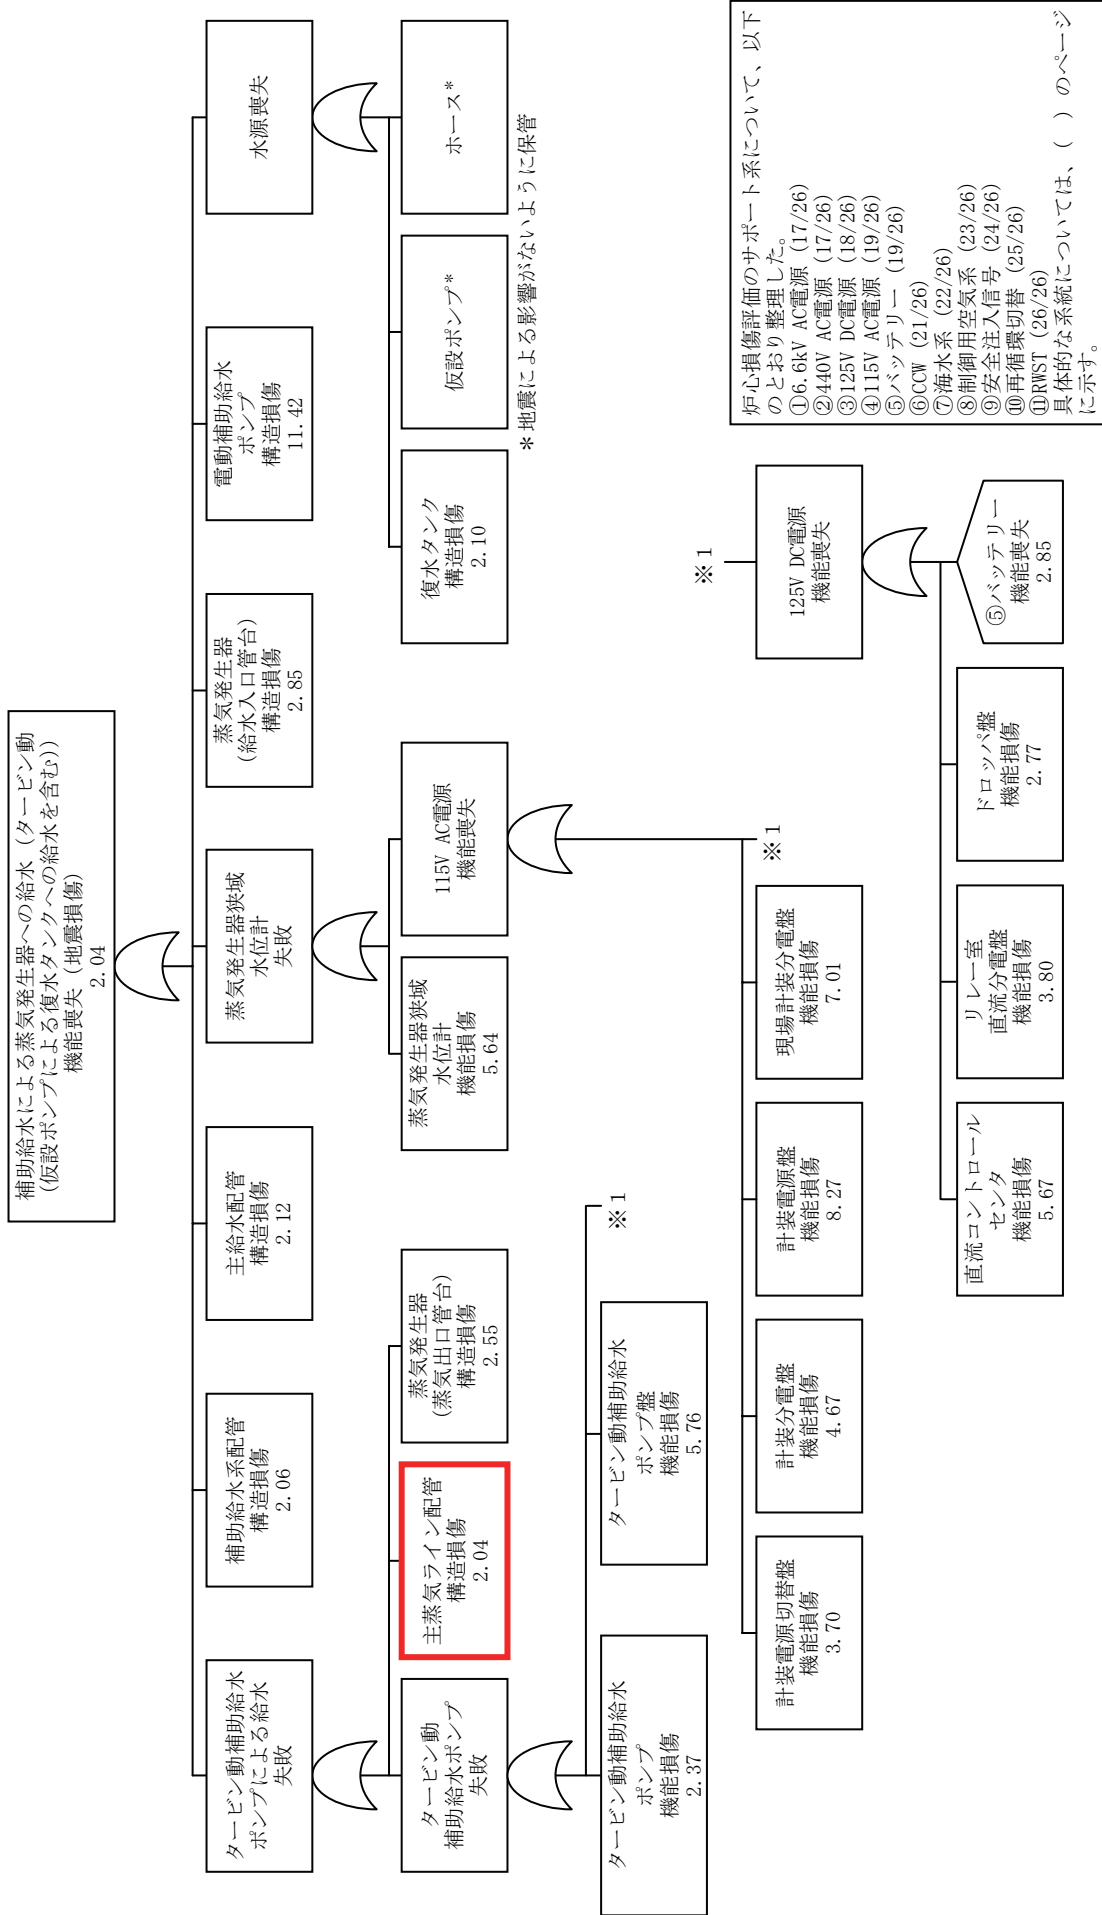 補助給水による蒸気発生器への給水（タービン動
(仮設ポンプによる復水タンクへの給水を含む))
機能喪失（地震損傷）
2.04
タービン動補助給水
ポンプによる給水
失敗
補助給水系配管
構造損傷
2.06
主給水配管
構造損傷
2.12
蒸気発生器狭域
水位計
失敗
蒸気発生器
(給水入口管台)
構造損傷
2.85
電動補助給水
ポンプ
構造損傷
11.42
水源喪失
タービン動
補助給水ポンプ
失敗
主蒸気ライン配管
構造損傷
2.04
蒸気発生器
(蒸気出口管台)
構造損傷
2.55
蒸気発生器狭域
水位計
機能損傷
5.64
115V AC電源
機能喪失
復水タンク
構造損傷
2.10
仮設ポンプ*
ホース*
＊地震による影響がないように保管
タービン動補助給水
ポンプ
機能損傷
2.37
タービン動補助給水
ポンプ盤
機能損傷
5.76
※1
計装電源切替盤
機能損傷
3.70
計装分電盤
機能損傷
4.67
計装電源盤
機能損傷
8.27
現場計装分電盤
機能損傷
7.01
※1
※1
125V DC電源
機能喪失
直流コントロール
センタ
機能損傷
5.67
リレー室
直流分電盤
機能損傷
3.80
ドロッパ盤
機能損傷
2.77
⑤バッテリー
機能喪失
2.85
炉心損傷評価のサポート系について、以下
のとおり整理した。
①6.6kV AC電源 (17/26)
②440V AC電源 (17/26)
③125V DC電源 (18/26)
④115V AC電源 (19/26)
⑤バッテリー (19/26)
⑥CCW (21/26)
⑦海水系 (22/26)
⑧制御用空気系 (23/26)
⑨安全注入信号 (24/26)
⑩再循環切替 (25/26)
⑪RWST (26/26)
具体的な系統については、( ) のページ
に示す。